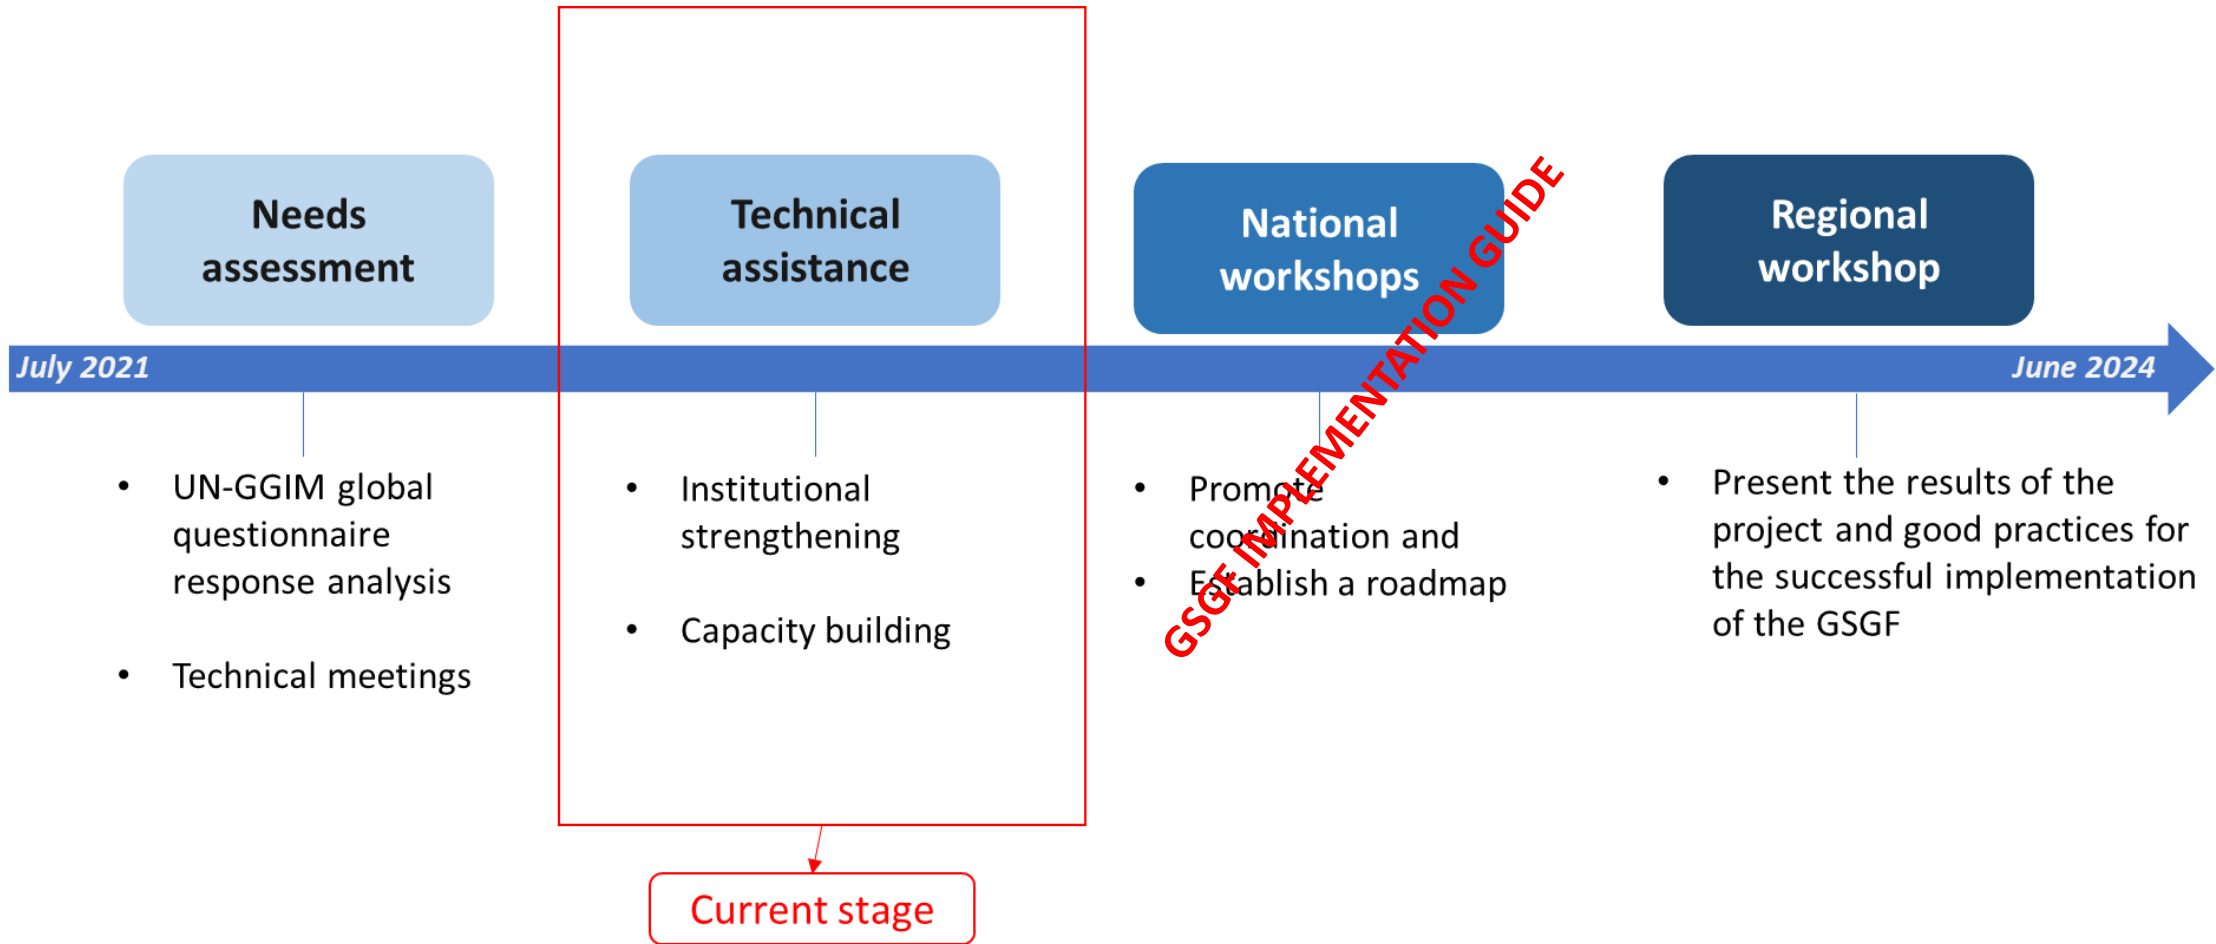 Needs
assessment
Technical
assistance
National
workshops
Regional
workshop
July 2021
June 2024
• UN-GGIM global
questionnaire
response analysis
• Technical meetings
• Institutional
strengthening
• Capacity building
• Promote
coordination and
• Establish a roadmap
GSGF IMPLEMENTATION GUIDE
• Present the results of the
project and good practices for
the successful implementation
of the GSGF
Current stage